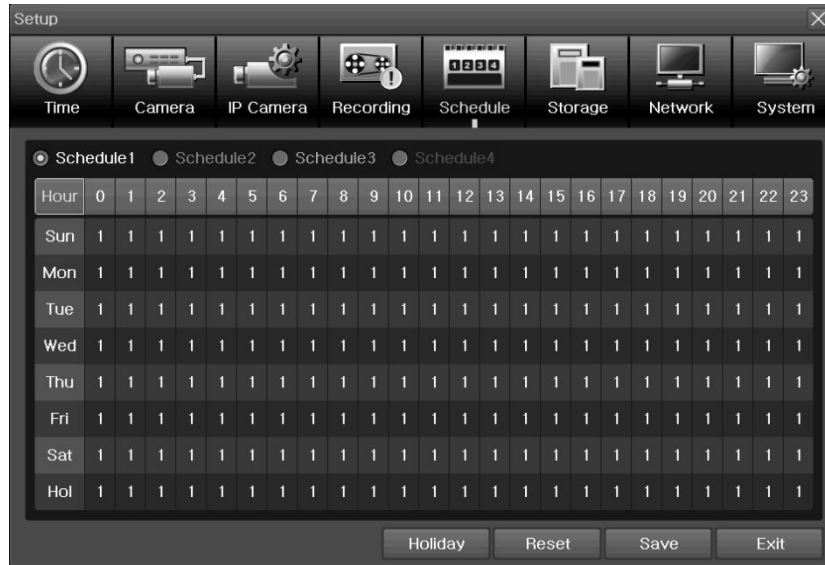 Setup
Time Camera IP Camera Recording Schedule Storage Network System
1 2 3 4
Schedule1 Schedule2 Schedule3 Schedule4
Hour 0 1 2 3 4 5 6 7 8 9 10 11 12 13 14 15 16 17 18 19 20 21 22 23
Sun 1 1 1 1 1 1 1 1 1 1 1 1 1 1 1 1 1 1 1 1 1 1 1 1
Mon 1 1 1 1 1 1 1 1 1 1 1 1 1 1 1 1 1 1 1 1 1 1 1 1
Tue 1 1 1 1 1 1 1 1 1 1 1 1 1 1 1 1 1 1 1 1 1 1 1 1
Wed 1 1 1 1 1 1 1 1 1 1 1 1 1 1 1 1 1 1 1 1 1 1 1 1
Thu 1 1 1 1 1 1 1 1 1 1 1 1 1 1 1 1 1 1 1 1 1 1 1 1
Fri 1 1 1 1 1 1 1 1 1 1 1 1 1 1 1 1 1 1 1 1 1 1 1 1
Sat 1 1 1 1 1 1 1 1 1 1 1 1 1 1 1 1 1 1 1 1 1 1 1 1
Hol 1 1 1 1 1 1 1 1 1 1 1 1 1 1 1 1 1 1 1 1 1 1 1 1
Holiday Reset Save Exit